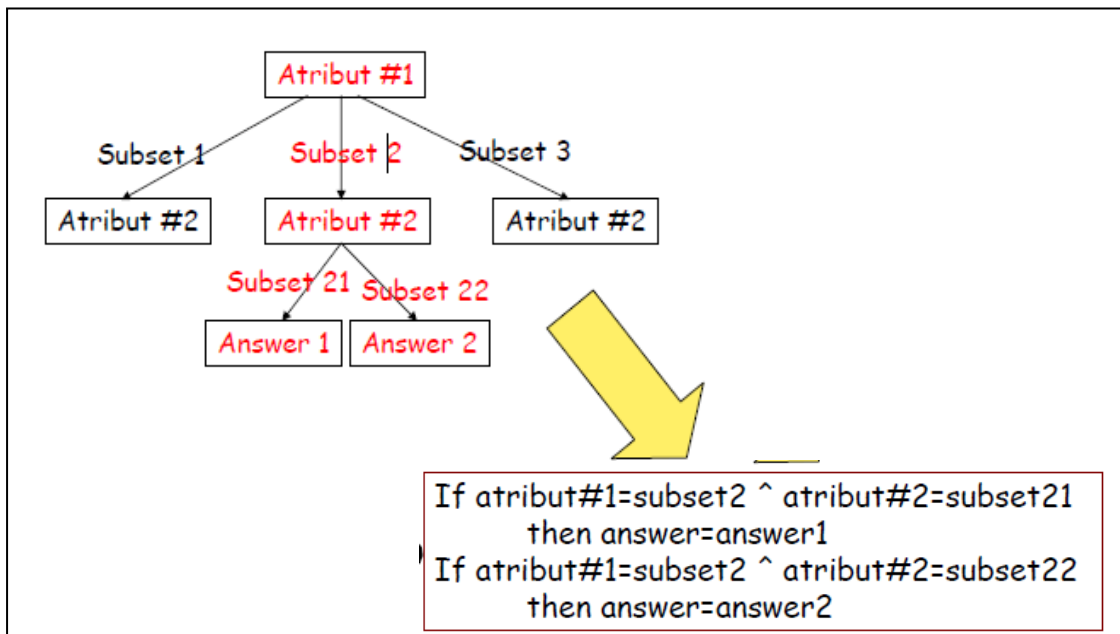 Atribut #1
Subset 1
Subset 2
Subset 3
Atribut #2
Atribut #2
Atribut #2
Subset 21
Subset 22
Answer 1
Answer 2
If atribut#1=subset2 ^ atribut#2=subset21
then answer=answer1
If atribut#1=subset2 ^ atribut#2=subset22
then answer=answer2